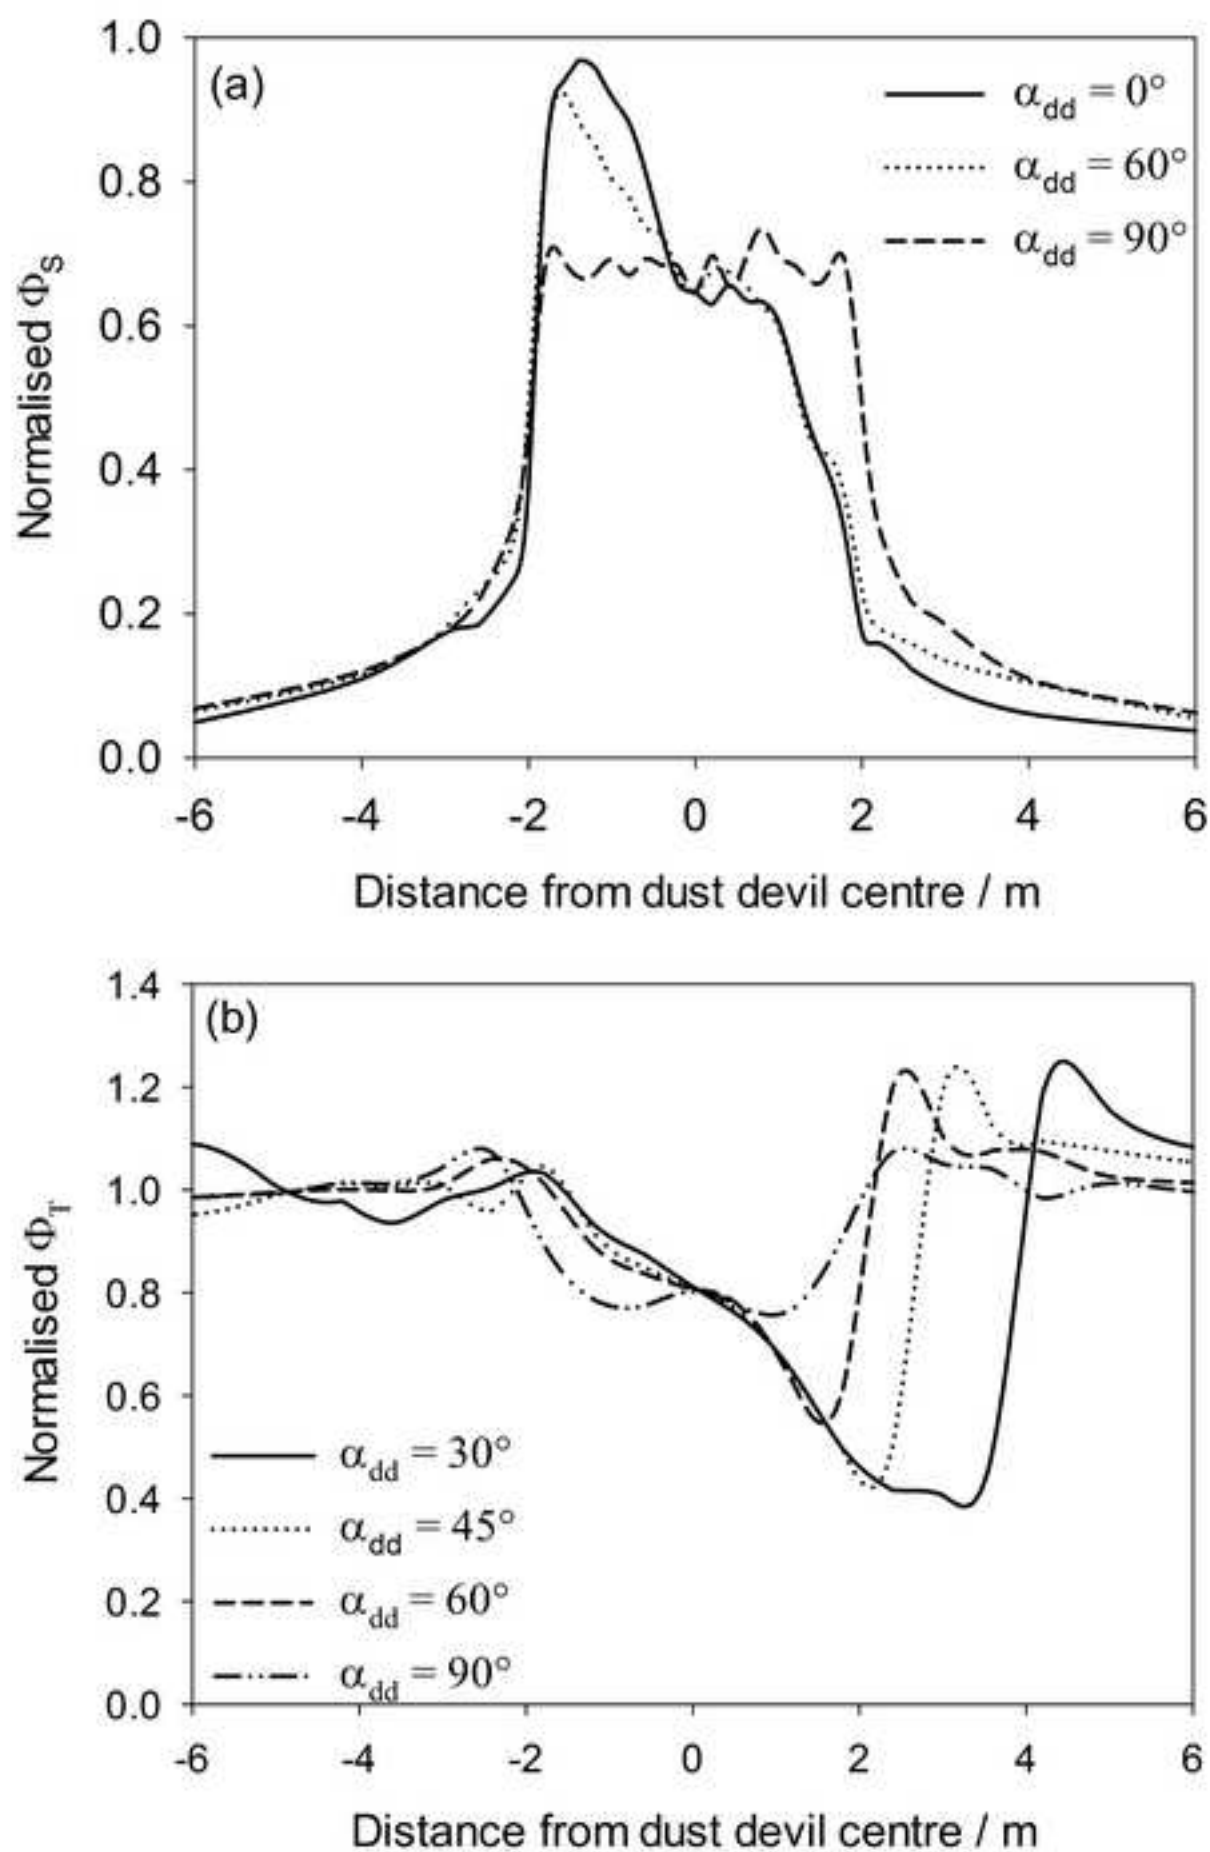 (a)
α_dd = 0°
α_dd = 60°
α_dd = 90°
Normalised Φ_S
1.0
0.8
0.6
0.4
0.2
0.0
-6 -4 -2 0 2 4 6
Distance from dust devil centre / m
(b)
Normalised Φ_T
1.4
1.2
1.0
0.8
0.6
0.4
0.2
0.0
α_dd = 30°
α_dd = 45°
α_dd = 60°
α_dd = 90°
-6 -4 -2 0 2 4 6
Distance from dust devil centre / m